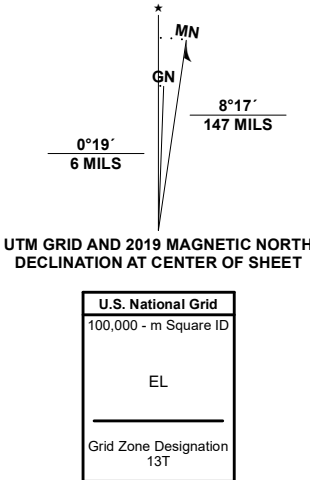 ★
MN
GN
8°17´
147 MILS
0°19´
6 MILS
UTM GRID AND 2019 MAGNETIC NORTH
DECLINATION AT CENTER OF SHEET
U.S. National Grid
100,000 - m Square ID
EL
Grid Zone Designation
13T